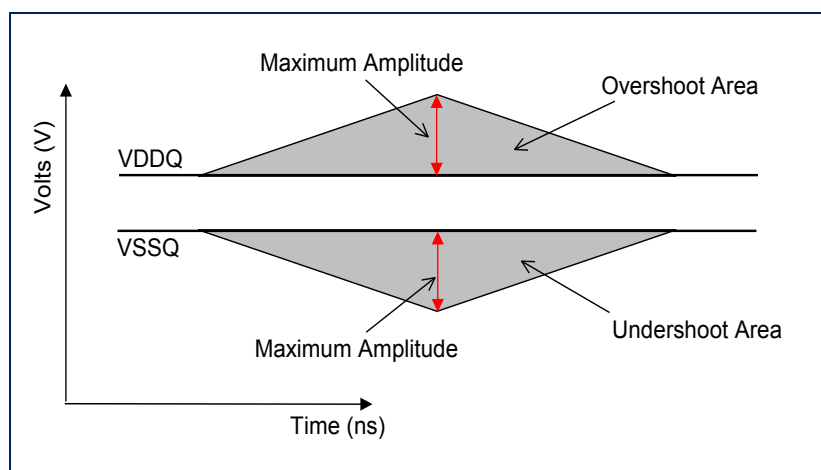 Maximum Amplitude
Overshoot Area
Volts (V)
VDDQ
VSSQ
Maximum Amplitude
Undershoot Area
Time (ns)